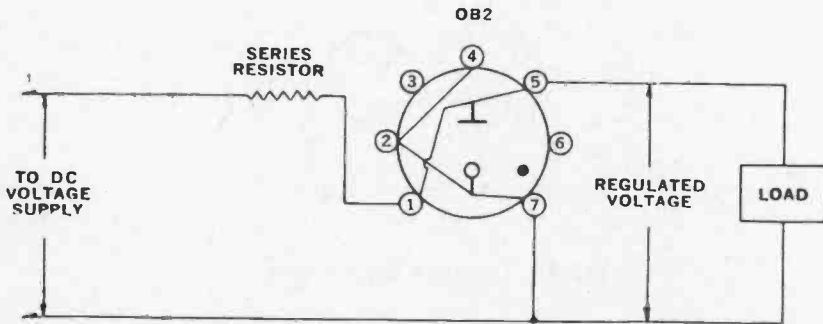 OB2
SERIES
RESISTOR
4
3
5
2
6
1
7
TO DC
VOLTAGE
SUPPLY
REGULATED
VOLTAGE
LOAD